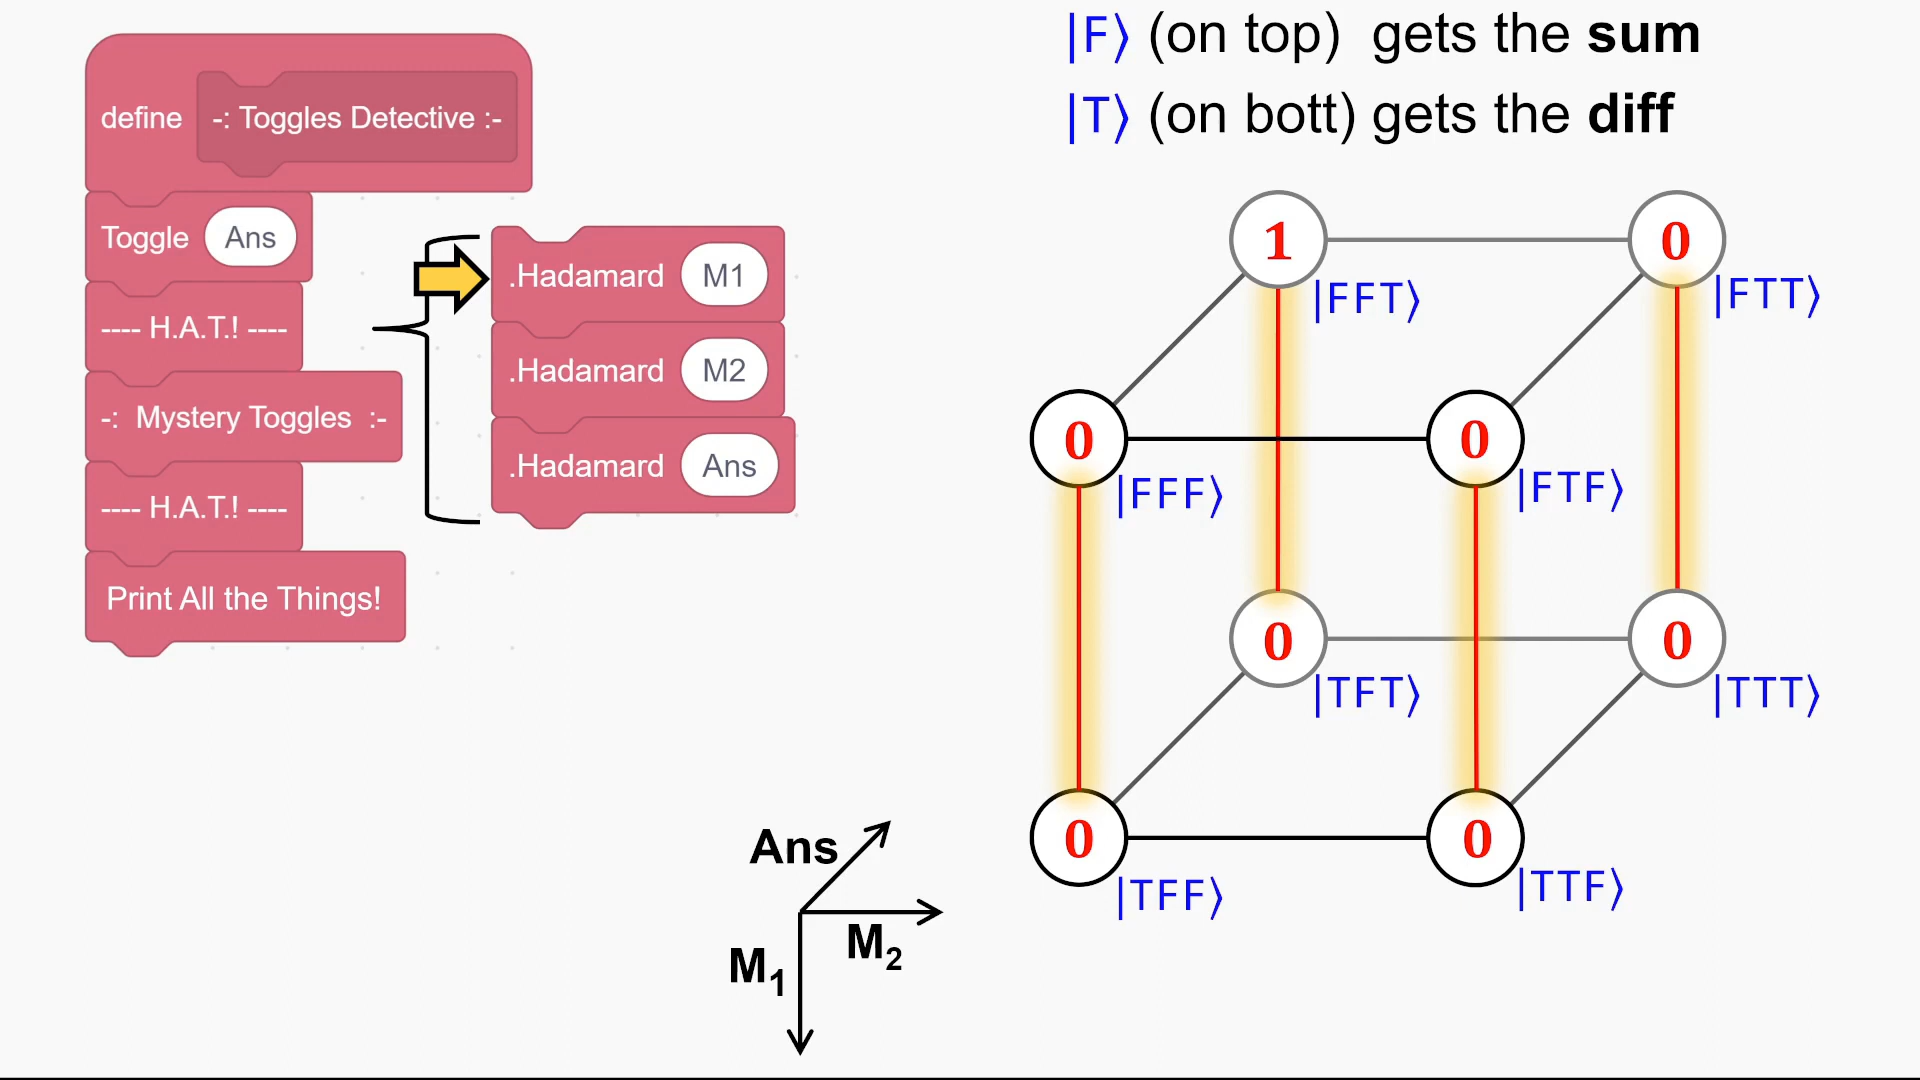 define -: Toggles Detective :-
Toggle Ans
---- H.A.T.! ----
-: Mystery Toggles :-
---- H.A.T.! ----
Print All the Things!
.Hadamard M1
.Hadamard M2
.Hadamard Ans
|F⟩ (on top) gets the sum
|T⟩ (on bott) gets the diff
1 0
|FFT⟩ |FTT⟩
0 0
|FFF⟩ |FTF⟩
0 0
|TFT⟩ |TTT⟩
0 0
|TFF⟩ |TTF⟩
Ans
M₂
M₁